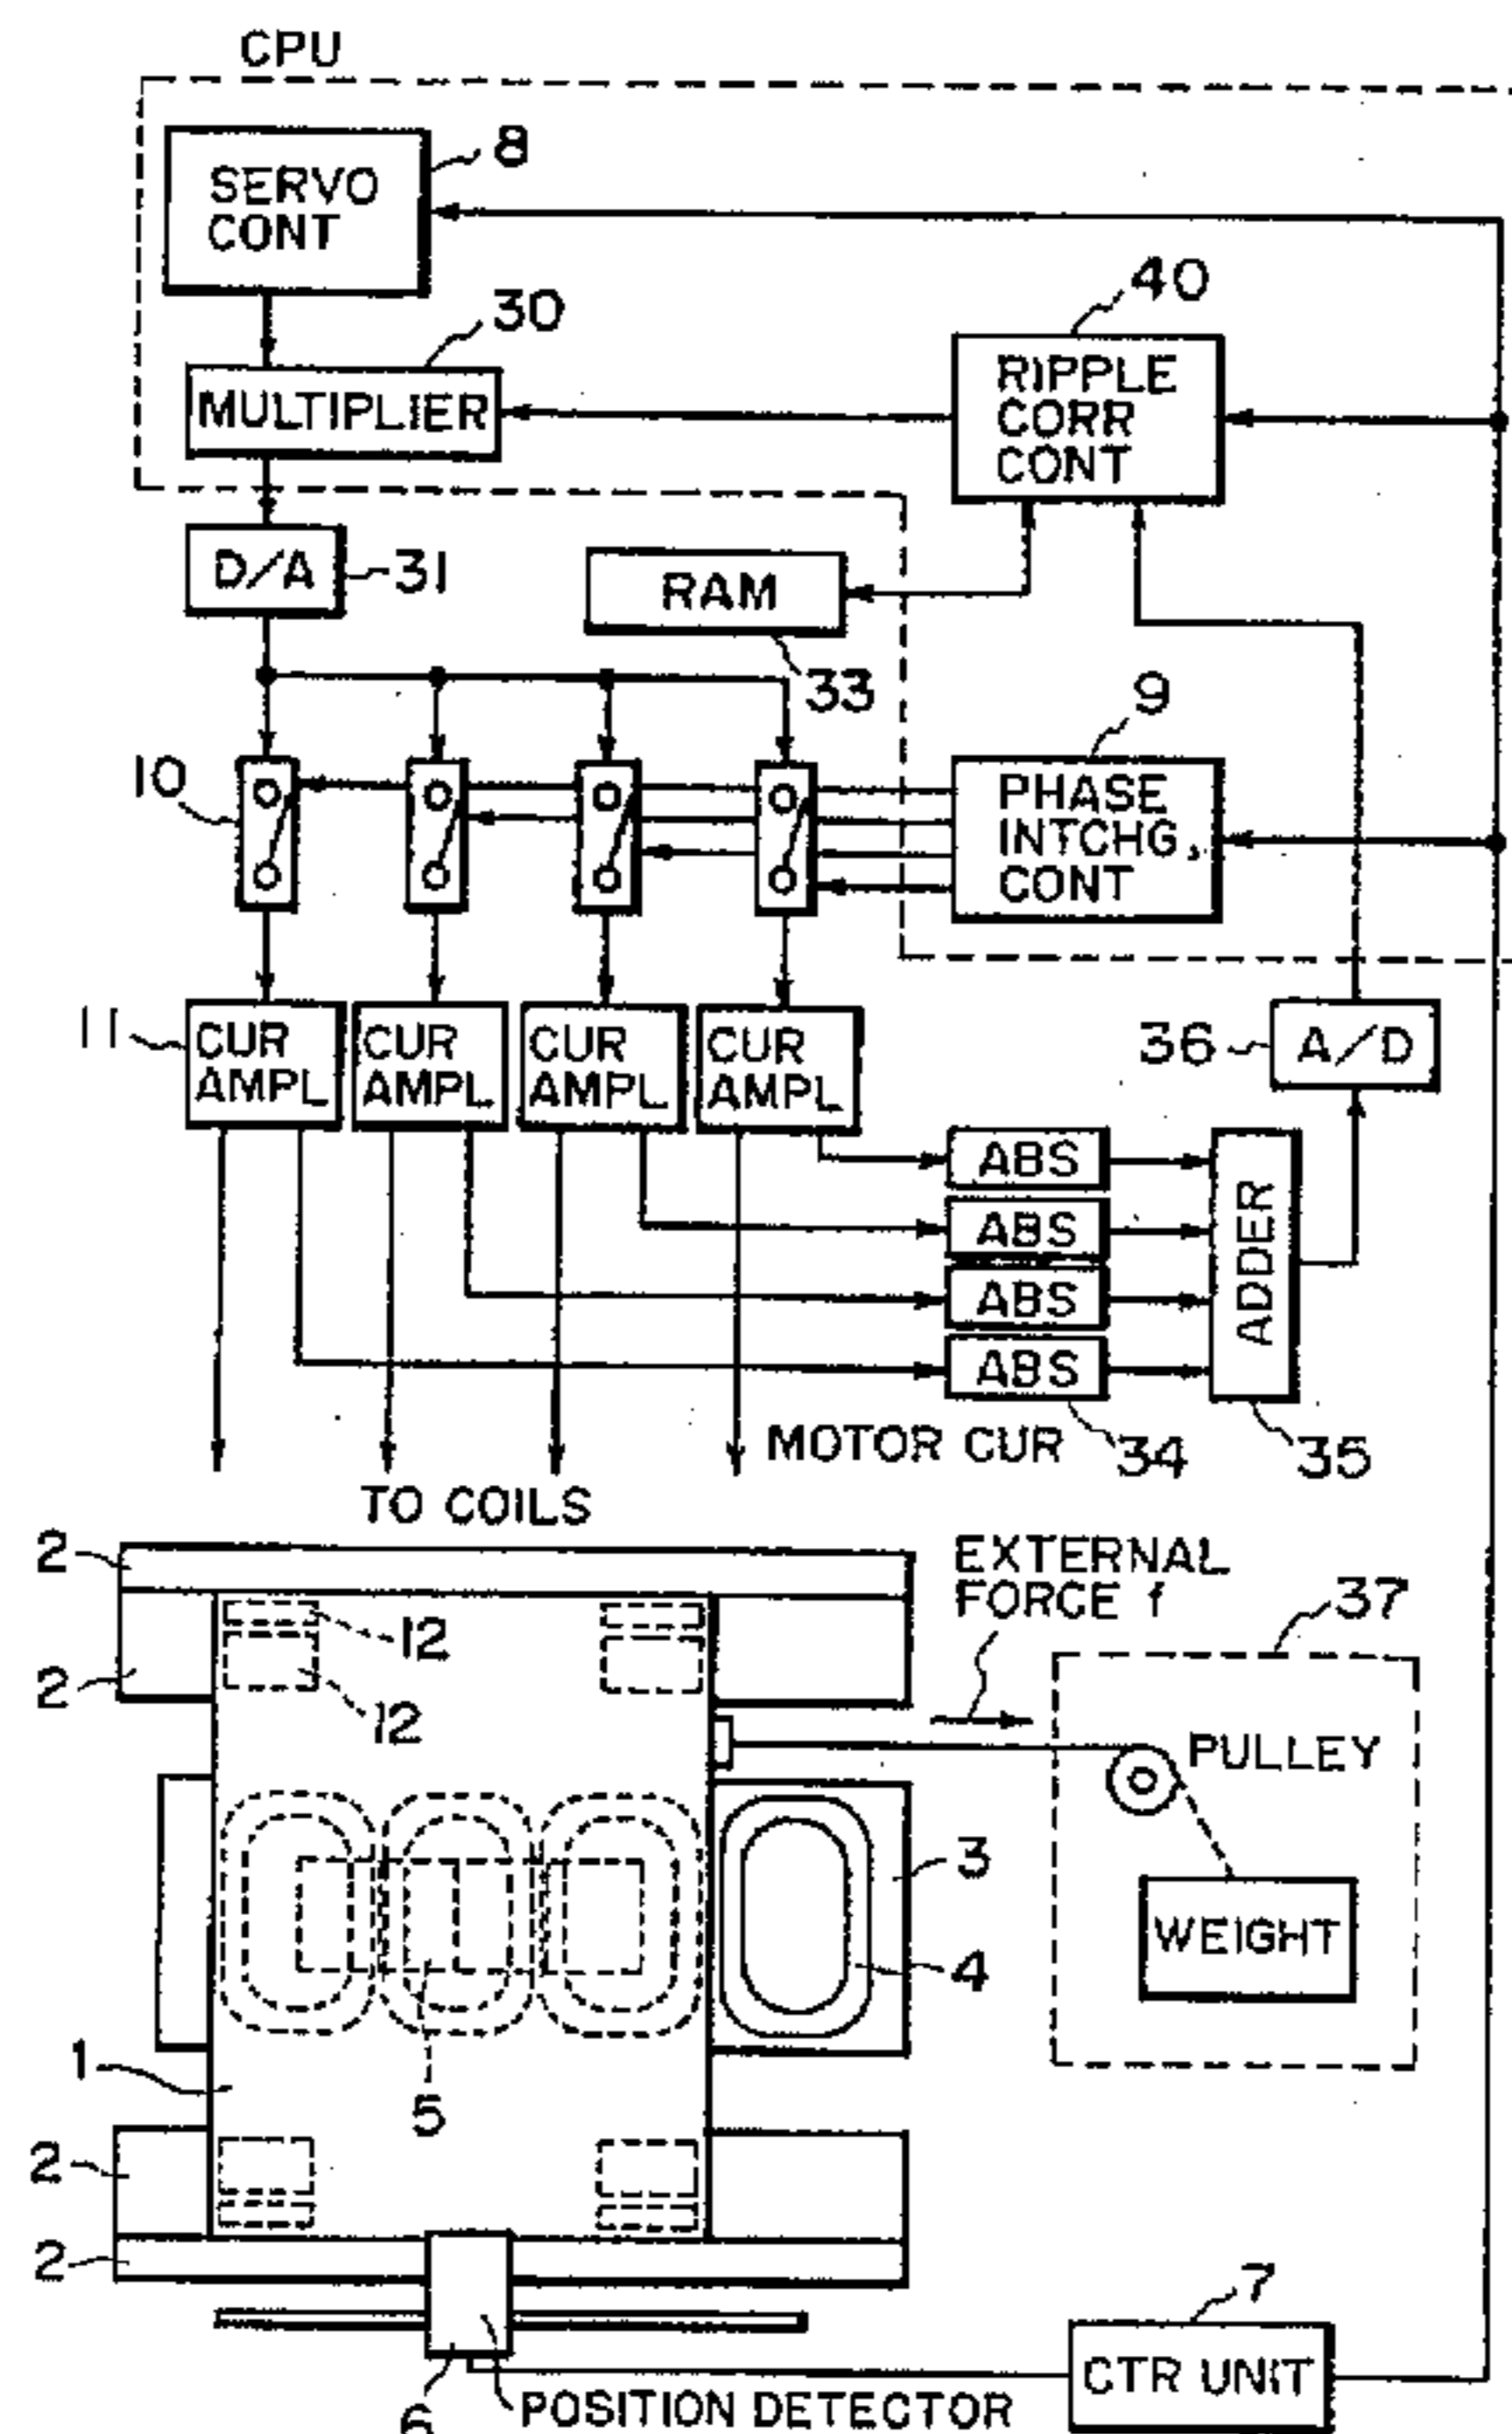 CPU
SERVO
CONT
8
30
MULTIPLIER
40
RIPPLE
CORR
CONT
D/A
31
RAM
33
9
10
PHASE
INTCHG.
CONT
11
CUR
AMPL
CUR
AMPL
CUR
AMPL
CUR
AMPL
36
A/D
ABS
ABS
ABS
ABS
ADDER
MOTOR CUR
34
35
TO COILS
2
EXTERNAL
FORCE f
37
12
2
12
PULLEY
3
WEIGHT
4
1
5
2
2
7
CTR UNIT
6
POSITION DETECTOR